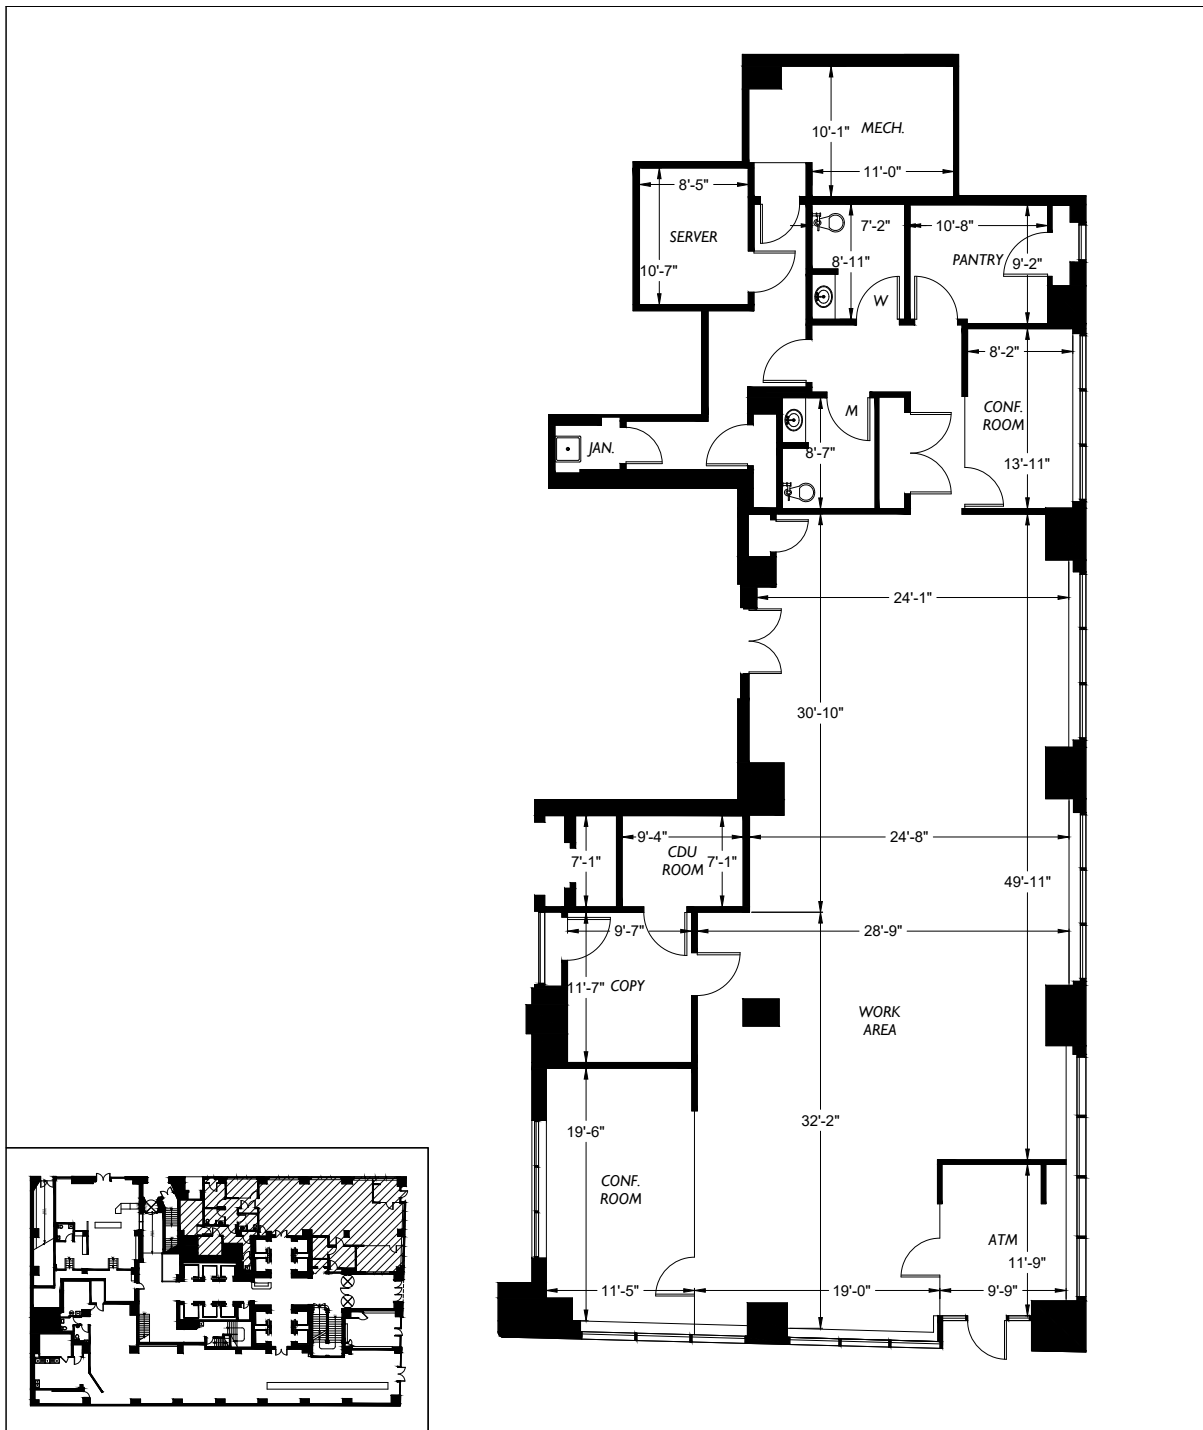 10'-1"
MECH.
11'-0"
8'-5"
SERVER
10'-7"
7'-2"
10'-8"
8'-11"
PANTRY
9'-2"
W
8'-2"
CONF.
ROOM
M
JAN.
8'-7"
13'-11"
24'-1"
30'-10"
9'-4"
24'-8"
7'-1"
CDU
ROOM
7'-1"
49'-11"
9'-7"
28'-9"
11'-7"
COPY
WORK
AREA
32'-2"
19'-6"
CONF.
ROOM
ATM
11'-9"
11'-5"
19'-0"
9'-9"